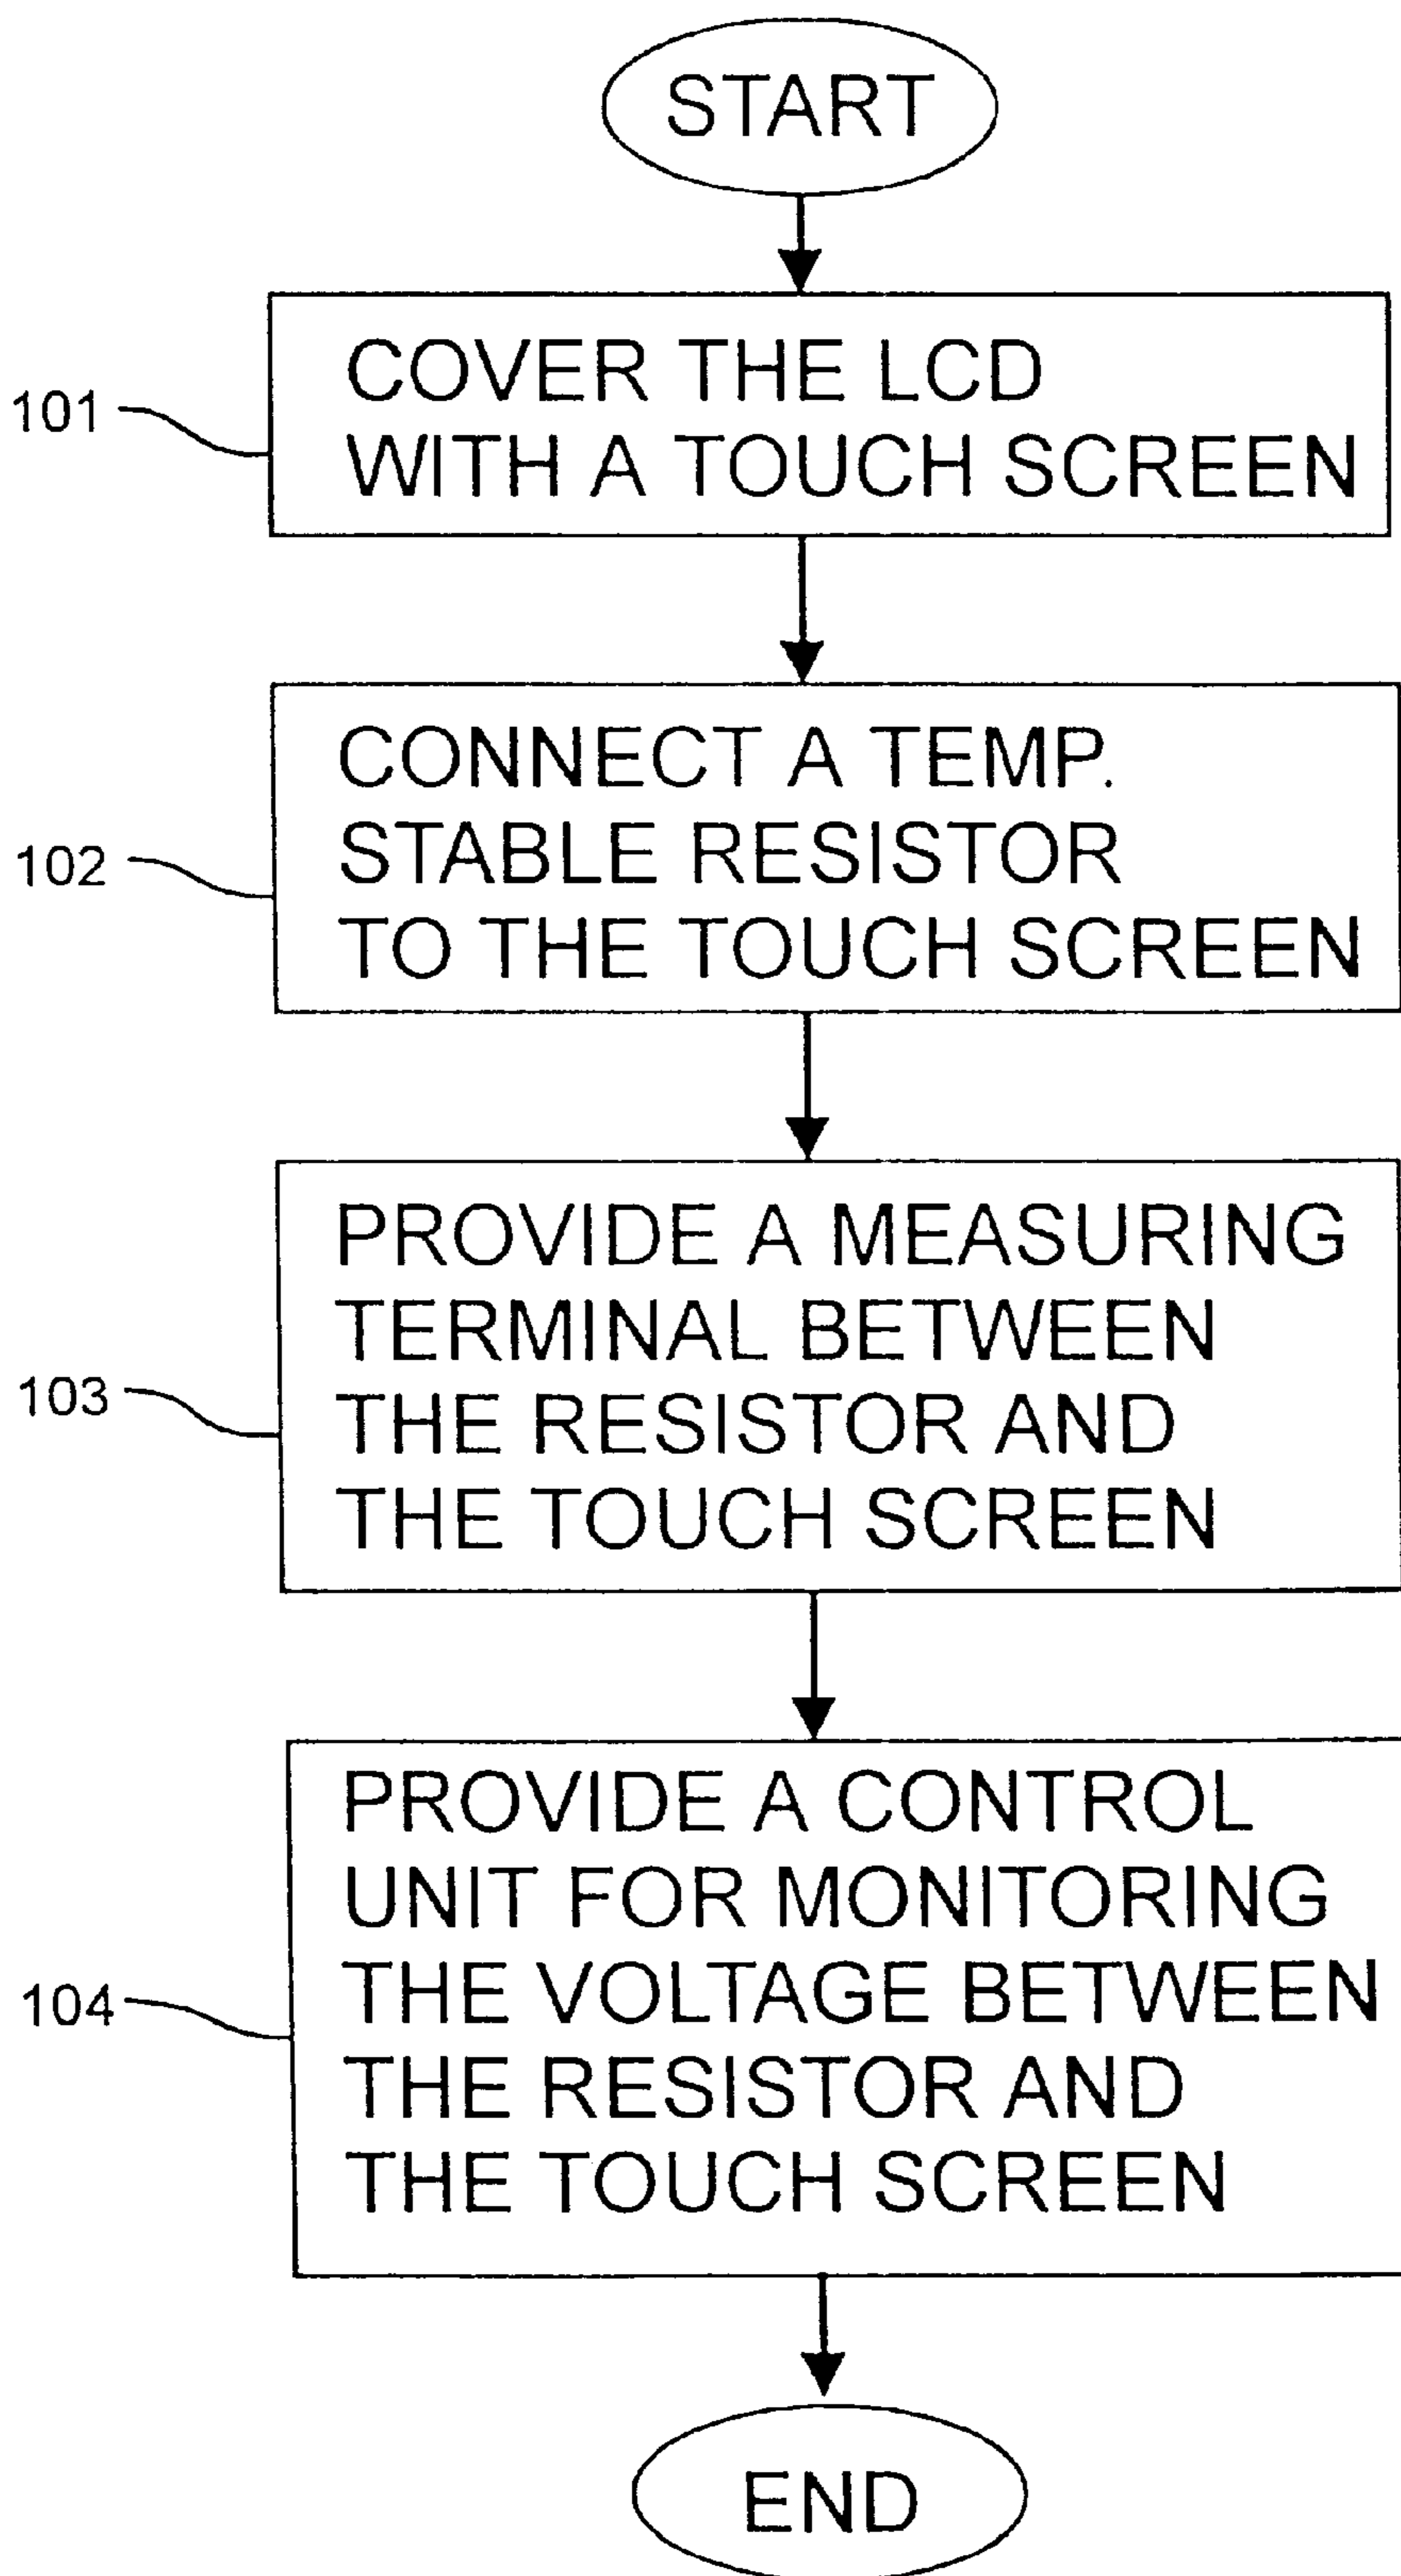 START
101
COVER THE LCD
WITH A TOUCH SCREEN
102
CONNECT A TEMP.
STABLE RESISTOR
TO THE TOUCH SCREEN
103
PROVIDE A MEASURING
TERMINAL BETWEEN
THE RESISTOR AND
THE TOUCH SCREEN
104
PROVIDE A CONTROL
UNIT FOR MONITORING
THE VOLTAGE BETWEEN
THE RESISTOR AND
THE TOUCH SCREEN
END